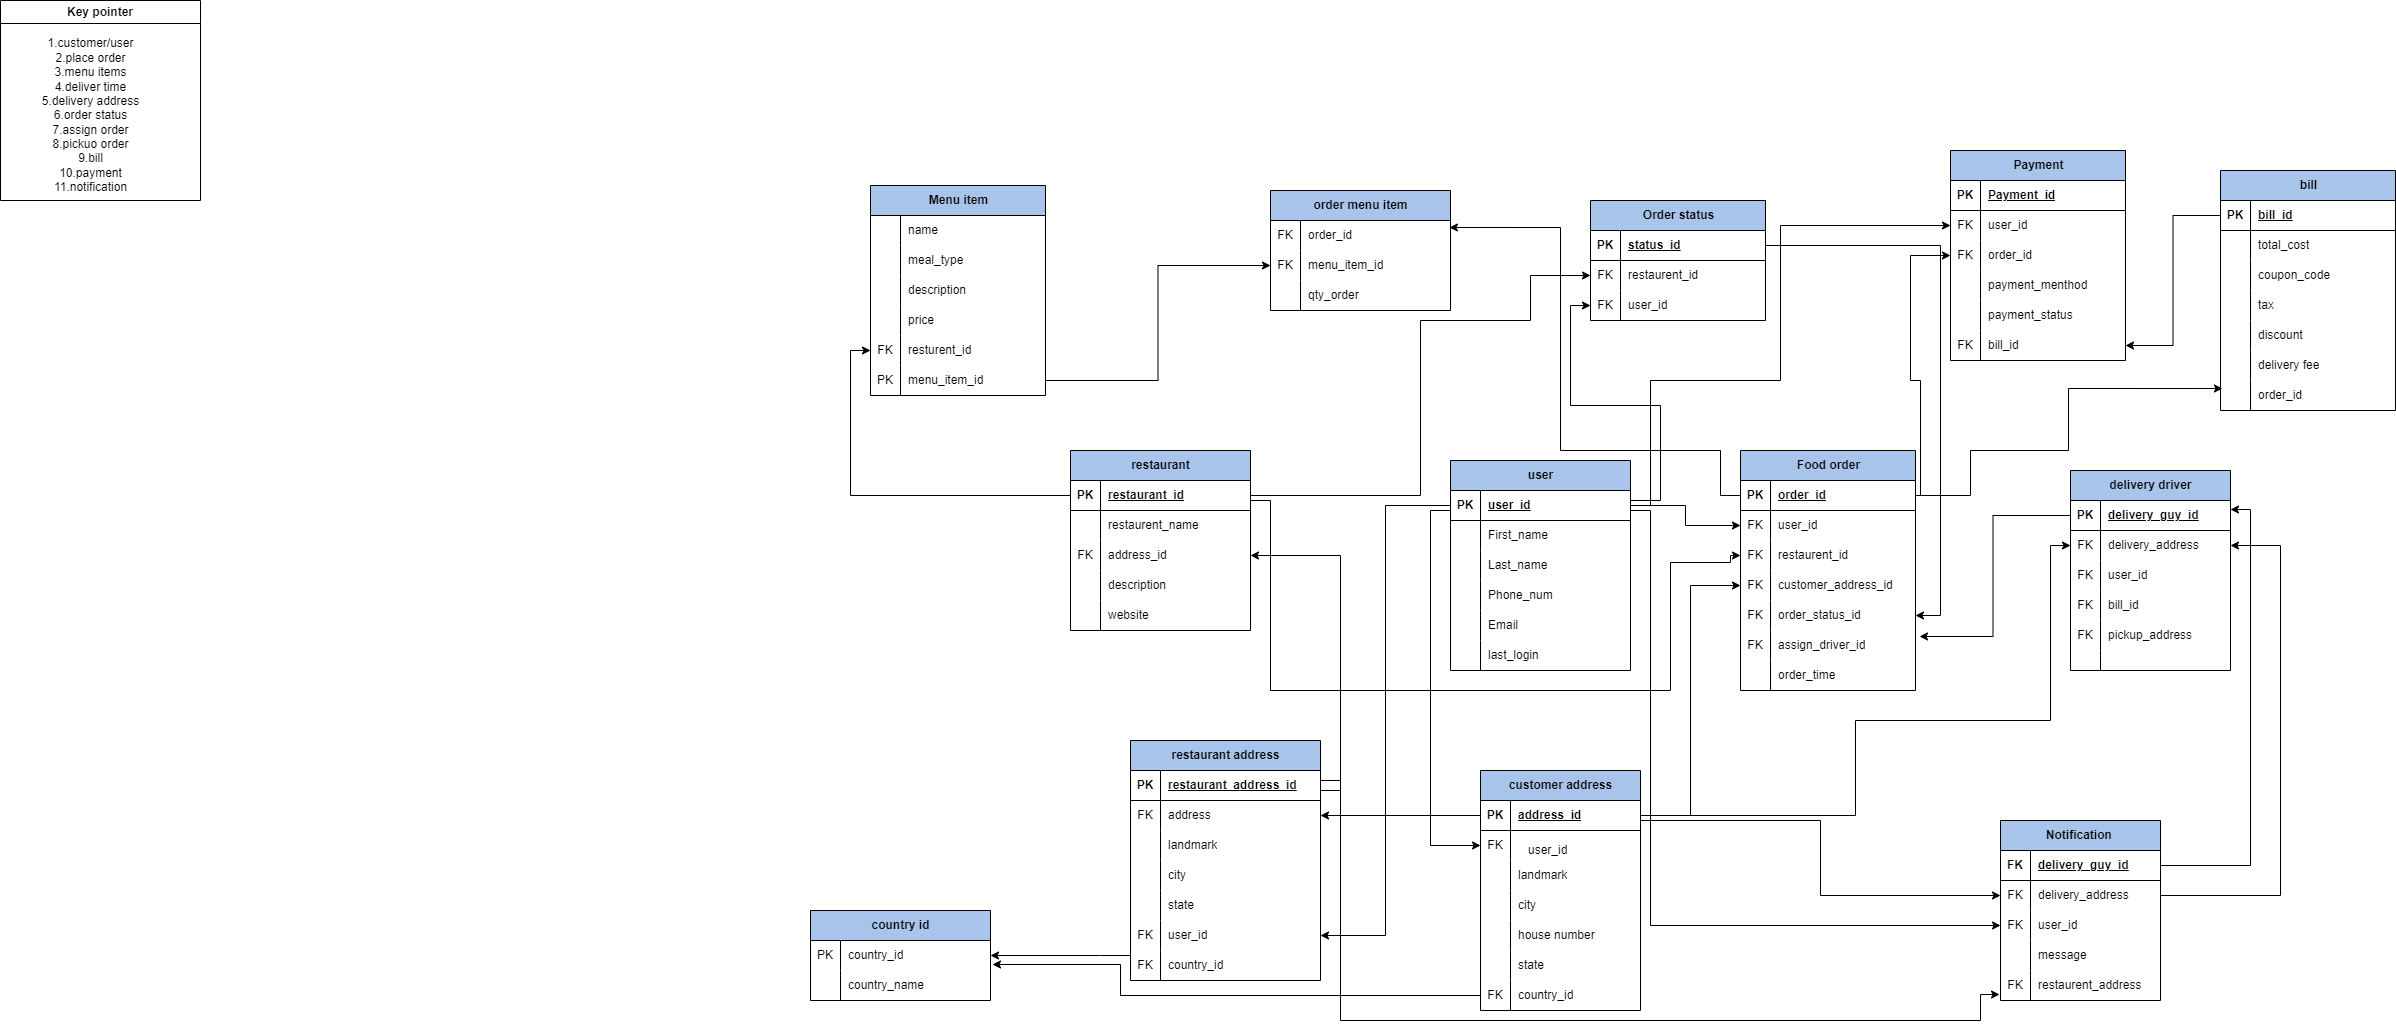 Key pointer
1.customer/user
2.place order
3.menu items
4.deliver time
5.delivery address
6.order status
7.assign order
8.pickuo order
9.bill
10.payment
11.notification
Menu item
name
meal_type
description
price
FK resturent_id
PK menu_item_id
order menu item
FK order_id
FK menu_item_id
qty_order
Order status
PK status_id
FK restaurent_id
FK user_id
Payment
PK Payment_id
FK user_id
FK order_id
payment_menthod
payment_status
FK bill_id
bill
PK bill_id
total_cost
coupon_code
tax
discount
delivery fee
order_id
restaurant
PK restaurant_id
restaurent_name
FK address_id
description
website
user
PK user_id
First_name
Last_name
Phone_num
Email
last_login
Food order
PK order_id
FK user_id
FK restaurent_id
FK customer_address_id
FK order_status_id
FK assign_driver_id
order_time
delivery driver
PK delivery_guy_id
FK delivery_address
FK user_id
FK bill_id
FK pickup_address
restaurant address
PK restaurant_address_id
FK address
landmark
city
state
FK user_id
FK country_id
customer address
PK address_id
FK user_id
landmark
city
house number
state
FK country_id
Notification
FK delivery_guy_id
FK delivery_address
FK user_id
message
FK restaurent_address
country id
PK country_id
country_name